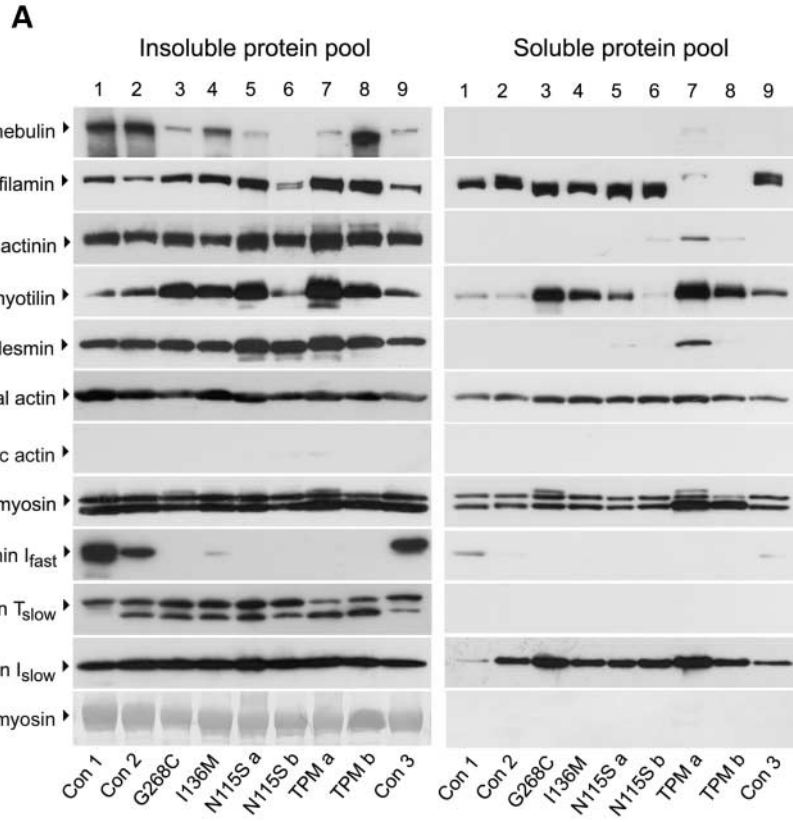 A
Insoluble protein pool Soluble protein pool
1 2 3 4 5 6 7 8 9 1 2 3 4 5 6 7 8 9
nebulin
filamin
actinin
myotilin
desmin
al actin
c actin
myosin
nin Ifast
n Tslow
n Islow
myosin
Con 1 Con 2 G268C I136M N115S a N115S b TPM a TPM b Con 3 Con 1 Con 2 G268C I136M N115S a N115S b TPM a TPM b Con 3